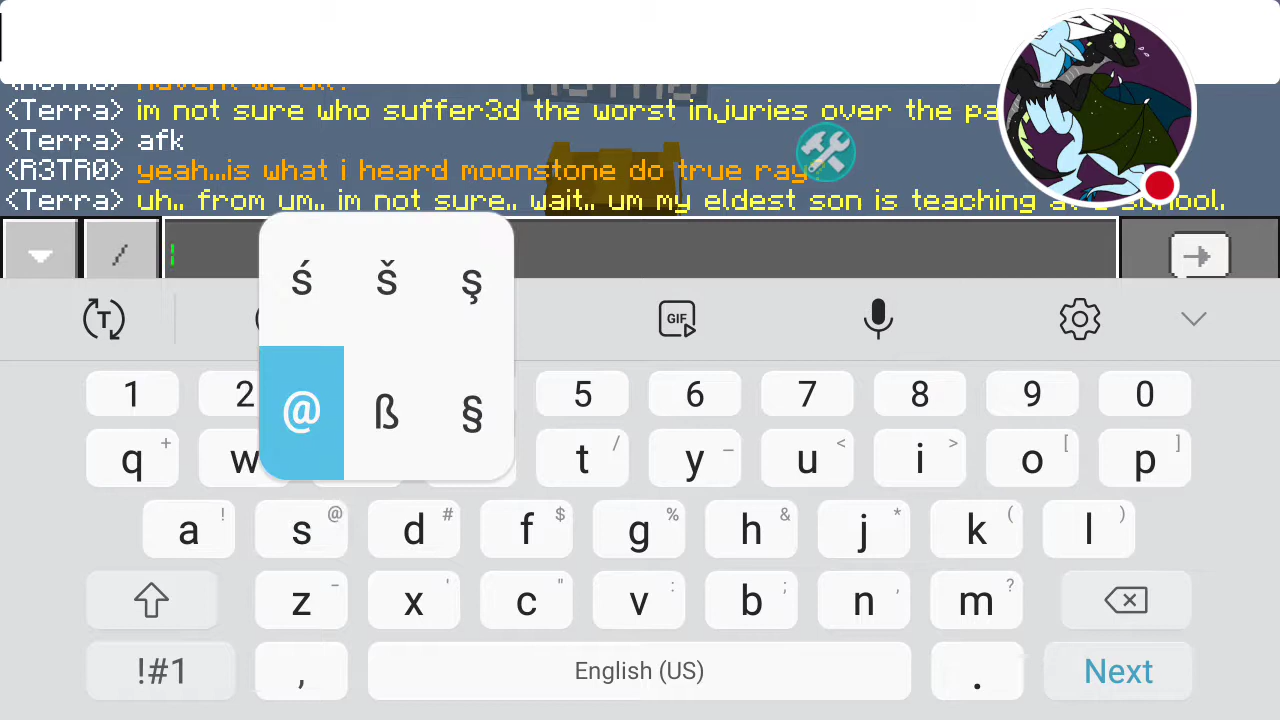 <Terra> im not sure who suffer3d the worst injuries over the
<Terra> afk
<R3TR0> yeah...is what i heard moonstone do true ray
<Terra> uh.. from um.. im not sure.. wait.. um my eldest son is teaching at a school.
/
ś š ş
T GIF
@ ß §
1 2 5 6 7 8 9 0
q + w t / y – u < i > o [ p ]
a ! s @ d # f $ g % h & j * k ( l )
z – x ' c " v : b ; n , m ?
!#1 , English (US) . Next